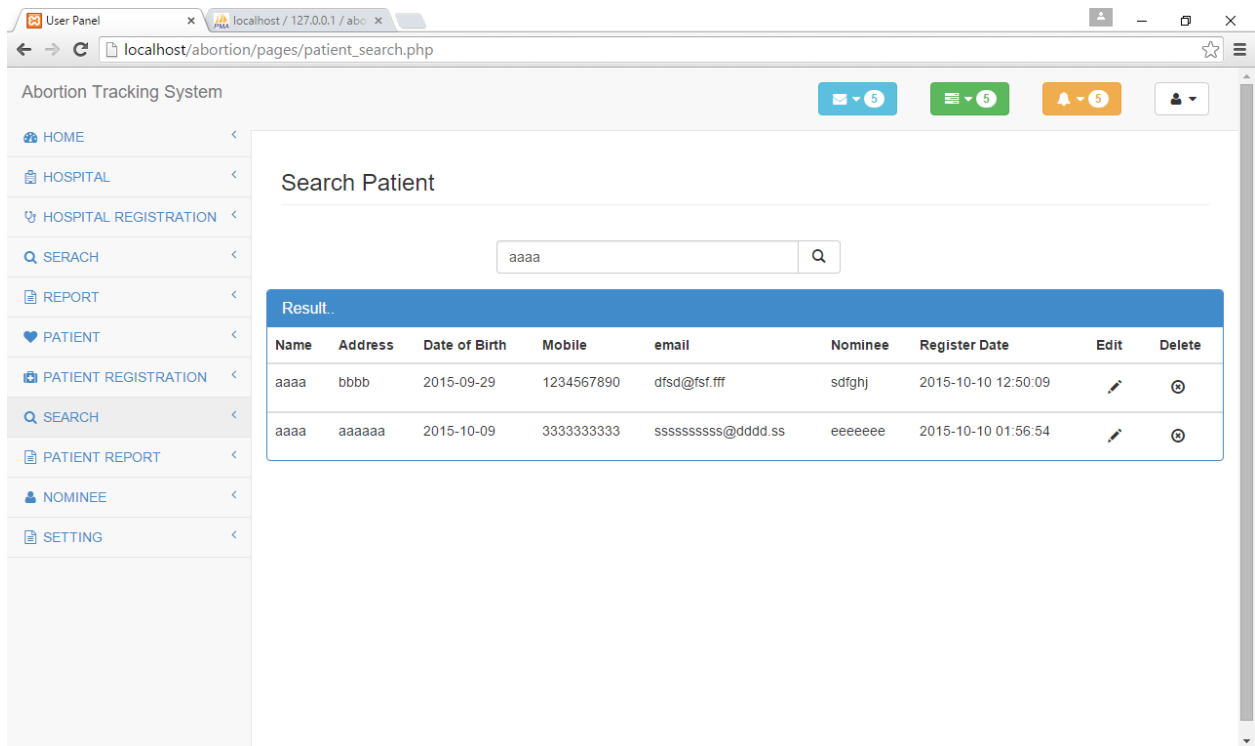 User Panel
localhost / 127.0.0.1 / abo
localhost/abortion/pages/patient_search.php
Abortion Tracking System
5
5
5
HOME
HOSPITAL
HOSPITAL REGISTRATION
SERACH
REPORT
PATIENT
PATIENT REGISTRATION
SEARCH
PATIENT REPORT
NOMINEE
SETTING
Search Patient
aaaa
Result..
Name Address Date of Birth Mobile email Nominee Register Date Edit Delete
aaaa bbbb 2015-09-29 1234567890 dfsd@fsf.fff sdfghj 2015-10-10 12:50:09
aaaa aaaaaa 2015-10-09 3333333333 ssssssssss@dddd.ss eeeeeee 2015-10-10 01:56:54